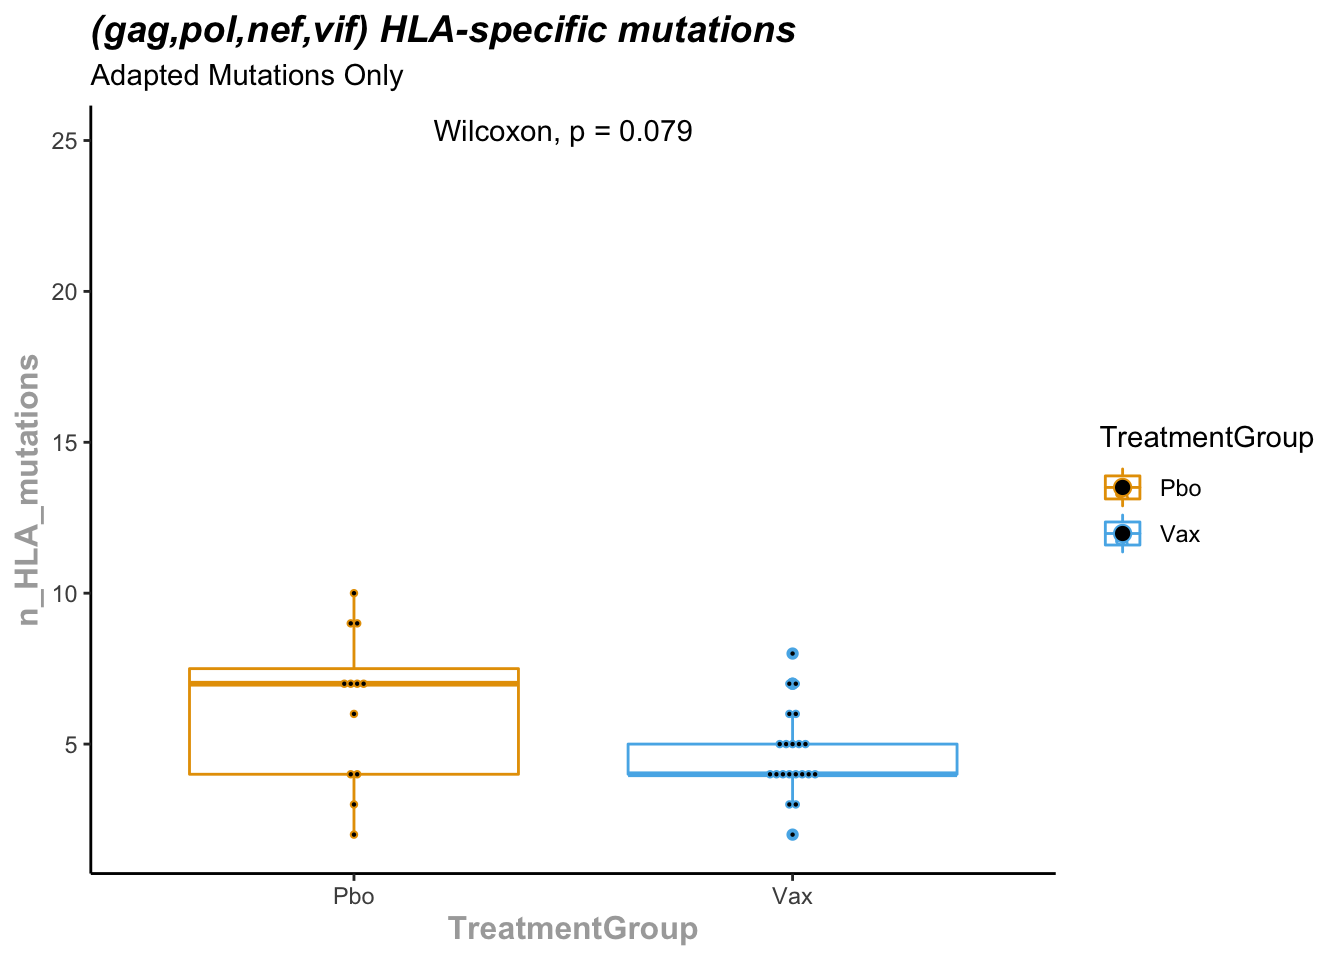 (gag,pol,nef,vif) HLA-specific mutations
Adapted Mutations Only
Wilcoxon, p = 0.079
25
20
15
10
5
n_HLA_mutations
Pbo
Vax
TreatmentGroup
TreatmentGroup
Pbo
Vax